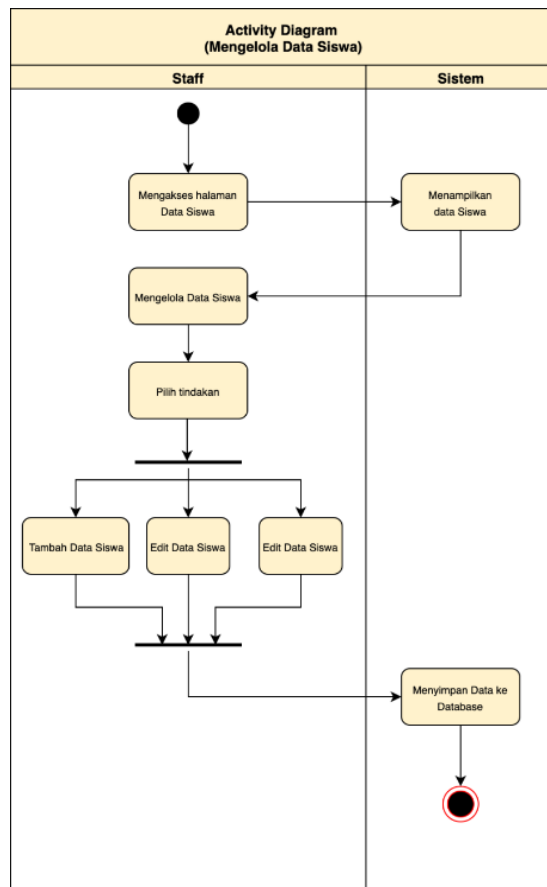 Activity Diagram
(Mengelola Data Siswa)
Staff
Sistem
Mengakses halaman
Data Siswa
Menampilkan
data Siswa
Mengelola Data Siswa
Pilih tindakan
Tambah Data Siswa
Edit Data Siswa
Edit Data Siswa
Menyimpan Data ke
Database